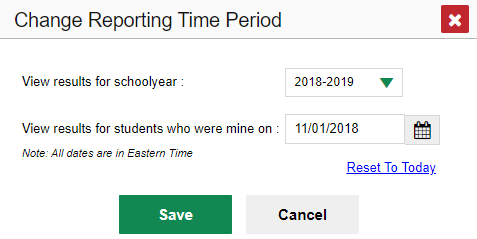 Change Reporting Time Period
View results for schoolyear : 2018-2019
View results for students who were mine on : 11/01/2018
Note: All dates are in Eastern Time
Reset To Today
Save Cancel